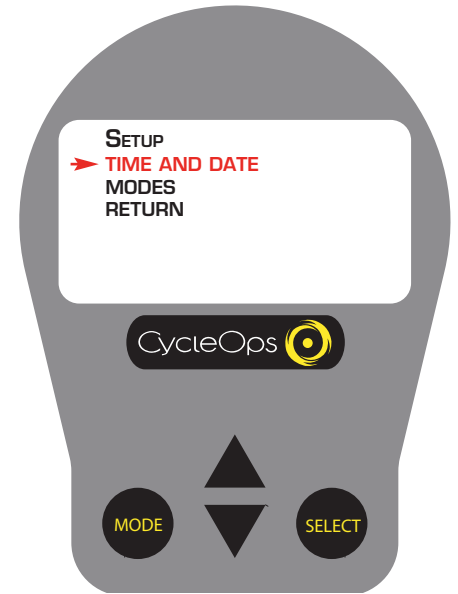 SETUP
TIME AND DATE
MODES
RETURN
CycleOps
MODE
SELECT